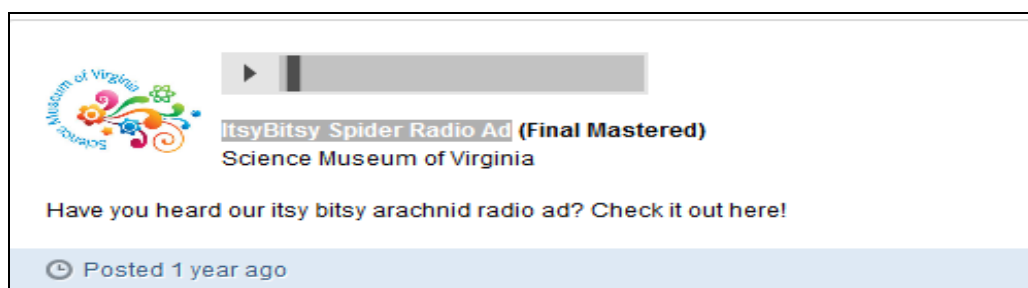 Science Museum of Virginia
ItsyBitsy Spider Radio Ad (Final Mastered)
Science Museum of Virginia
Have you heard our itsy bitsy arachnid radio ad? Check it out here!
Posted 1 year ago